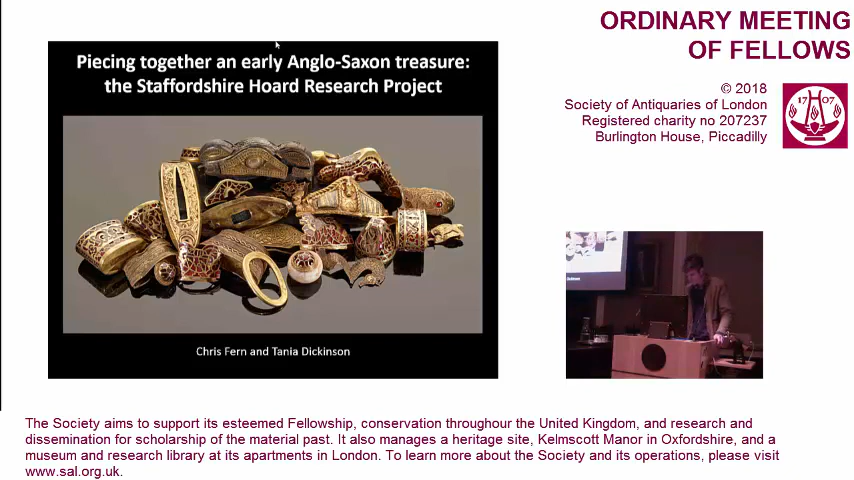 ORDINARY MEETING
OF FELLOWS
Piecing together an early Anglo-Saxon treasure:
the Staffordshire Hoard Research Project
Chris Fern and Tania Dickinson
© 2018
Society of Antiquaries of London
Registered charity no 207237
Burlington House, Piccadilly
17 07
The Society aims to support its esteemed Fellowship, conservation throughour the United Kingdom, and research and
dissemination for scholarship of the material past. It also manages a heritage site, Kelmscott Manor in Oxfordshire, and a
museum and research library at its apartments in London. To learn more about the Society and its operations, please visit
www.sal.org.uk.